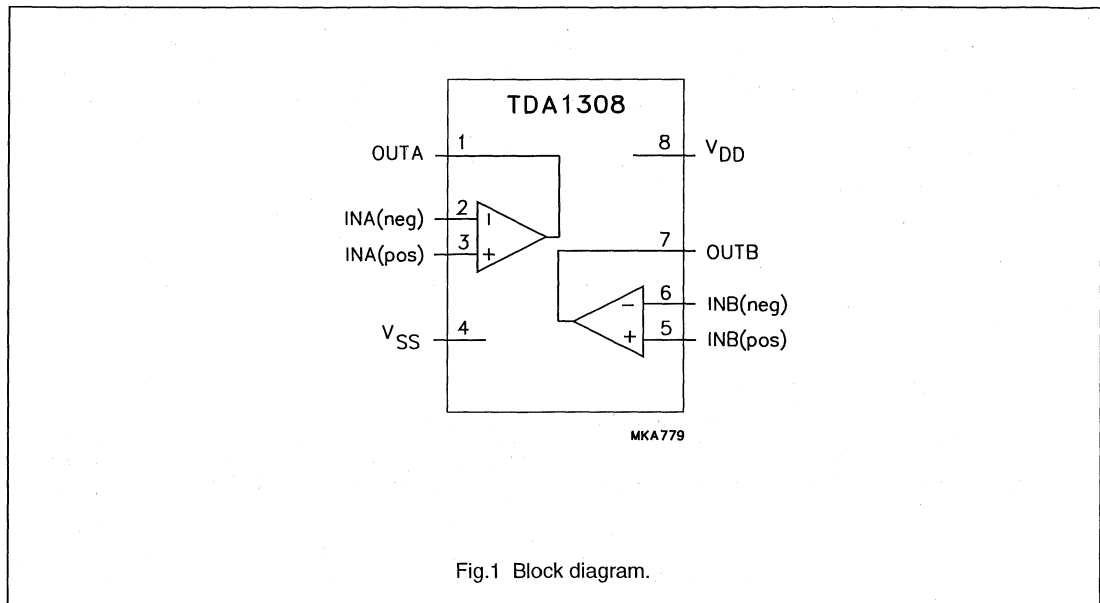 TDA1308
OUTA 1
8 VDD
INA(neg) 2 −
INA(pos) 3 +
7 OUTB
− 6 INB(neg)
+ 5 INB(pos)
VSS 4
MKA779
Fig.1 Block diagram.